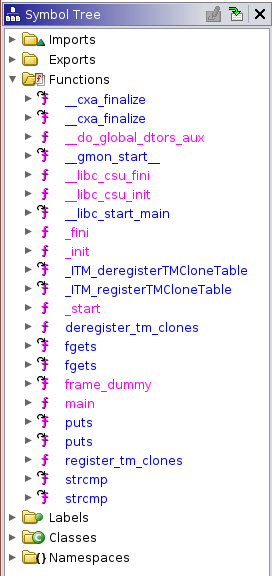 Symbol Tree
Imports
Exports
Functions
__cxa_finalize
__cxa_finalize
__do_global_dtors_aux
__gmon_start__
__libc_csu_fini
__libc_csu_init
__libc_start_main
_fini
_init
_ITM_deregisterTMCloneTable
_ITM_registerTMCloneTable
_start
deregister_tm_clones
fgets
fgets
frame_dummy
main
puts
puts
register_tm_clones
strcmp
strcmp
Labels
Classes
Namespaces